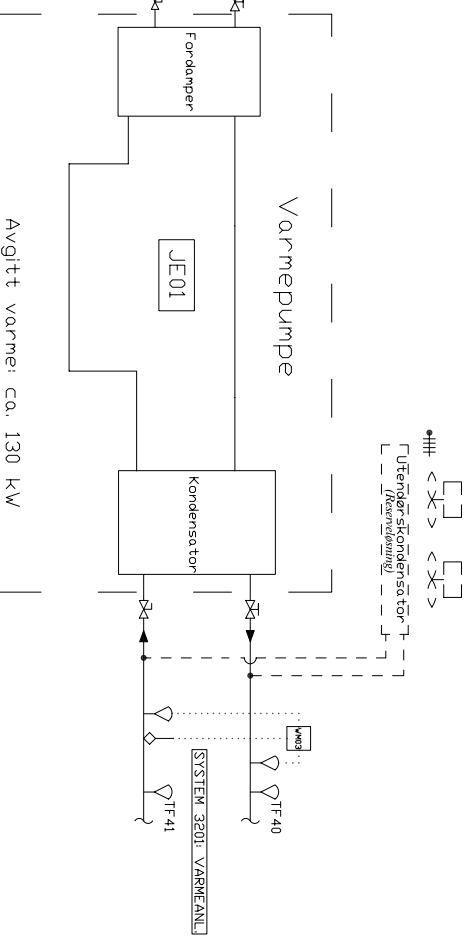 Fordamper
Varmepumpe
JE01
Avgitt varme: ca. 130 kW
Kondensator
Utendørskondensator
(Reserveløsning)
WM03
TF40
TF41
SYSTEM 3201: VARMEANL.